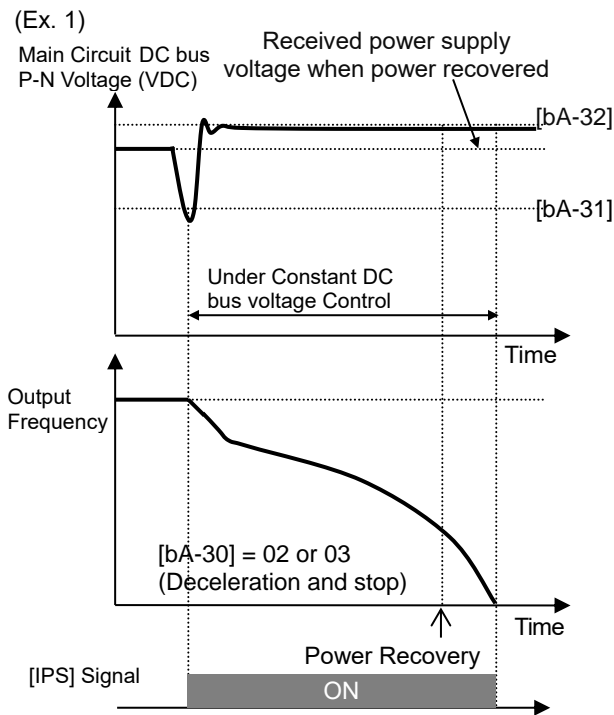 (Ex. 1)
Main Circuit DC bus
P-N Voltage (VDC)
Received power supply
voltage when power recovered
[bA-32]
[bA-31]
Under Constant DC
bus voltage Control
Time
Output
Frequency
[bA-30] = 02 or 03
(Deceleration and stop)
Time
Power Recovery
[IPS] Signal
ON